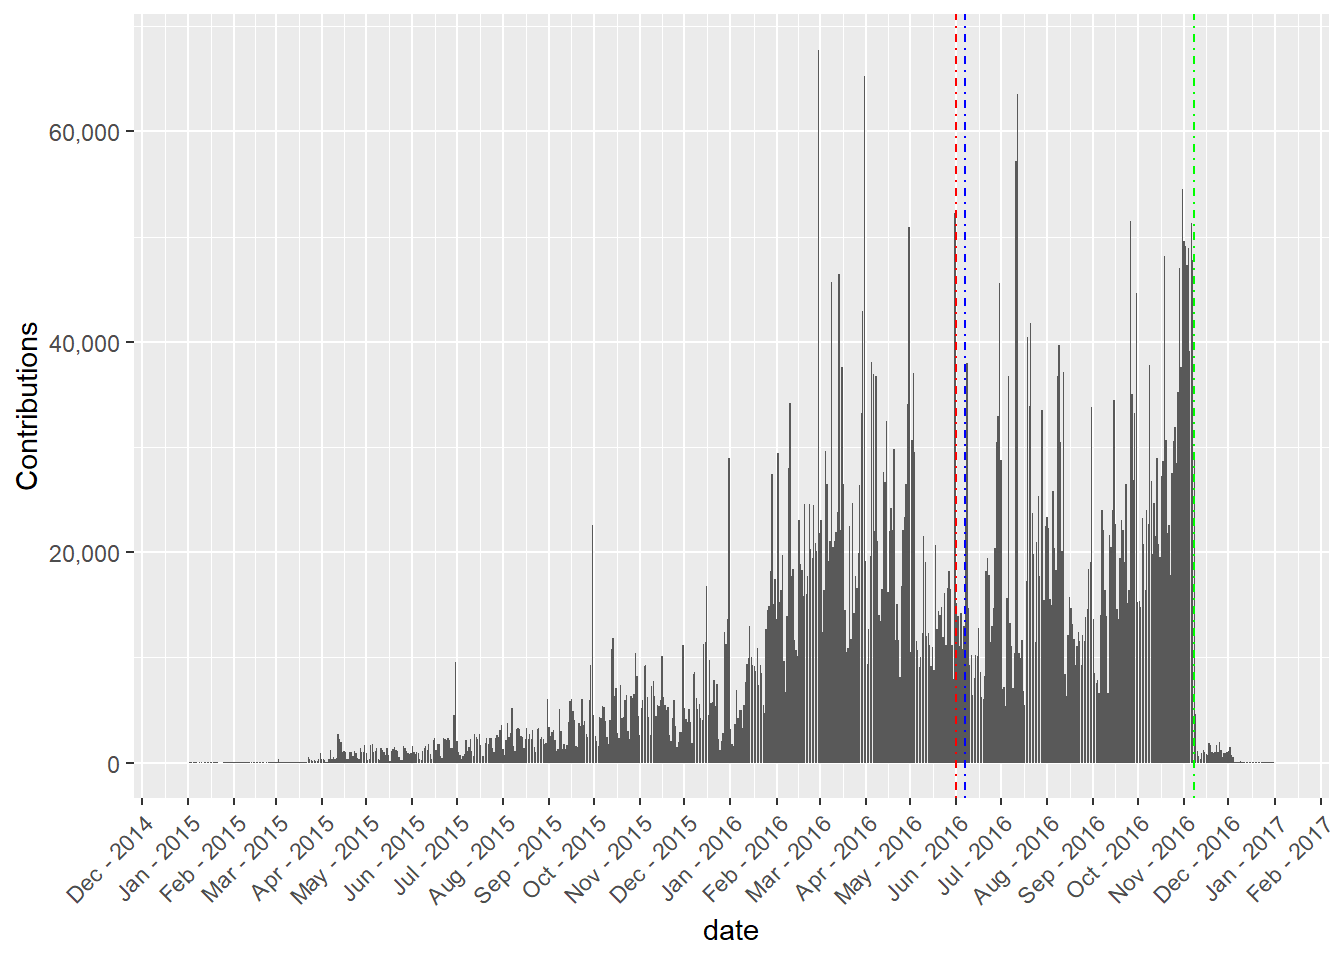 60,000
40,000
20,000
0
Contributions
Dec - 2014
Jan - 2015
Feb - 2015
Mar - 2015
Apr - 2015
May - 2015
Jun - 2015
Jul - 2015
Aug - 2015
Sep - 2015
Oct - 2015
Nov - 2015
Dec - 2015
Jan - 2016
Feb - 2016
Mar - 2016
Apr - 2016
May - 2016
Jun - 2016
Jul - 2016
Aug - 2016
Sep - 2016
Oct - 2016
Nov - 2016
Dec - 2016
Jan - 2017
Feb - 2017
date